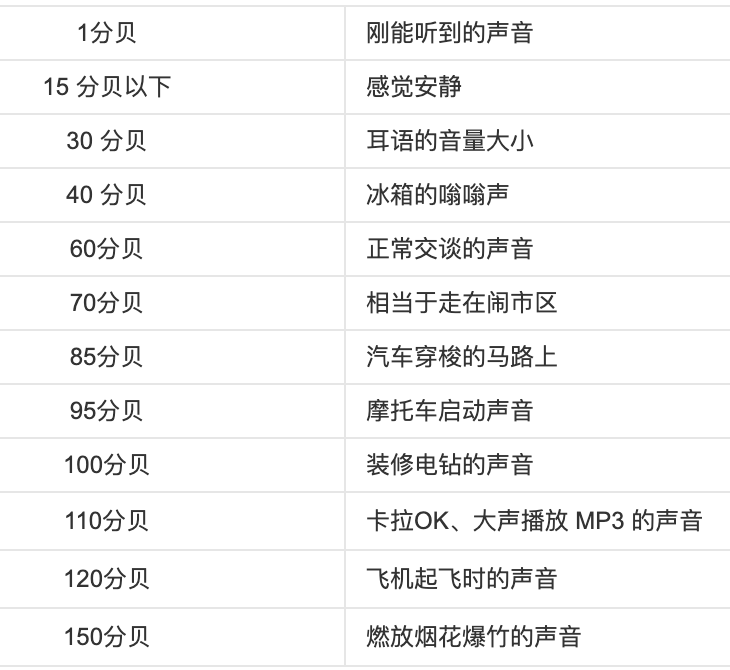 1分贝 刚能听到的声音
15 分贝以下 感觉安静
30 分贝 耳语的音量大小
40 分贝 冰箱的嗡嗡声
60分贝 正常交谈的声音
70分贝 相当于走在闹市区
85分贝 汽车穿梭的马路上
95分贝 摩托车启动声音
100分贝 装修电钻的声音
110分贝 卡拉OK、大声播放 MP3 的声音
120分贝 飞机起飞时的声音
150分贝 燃放烟花爆竹的声音